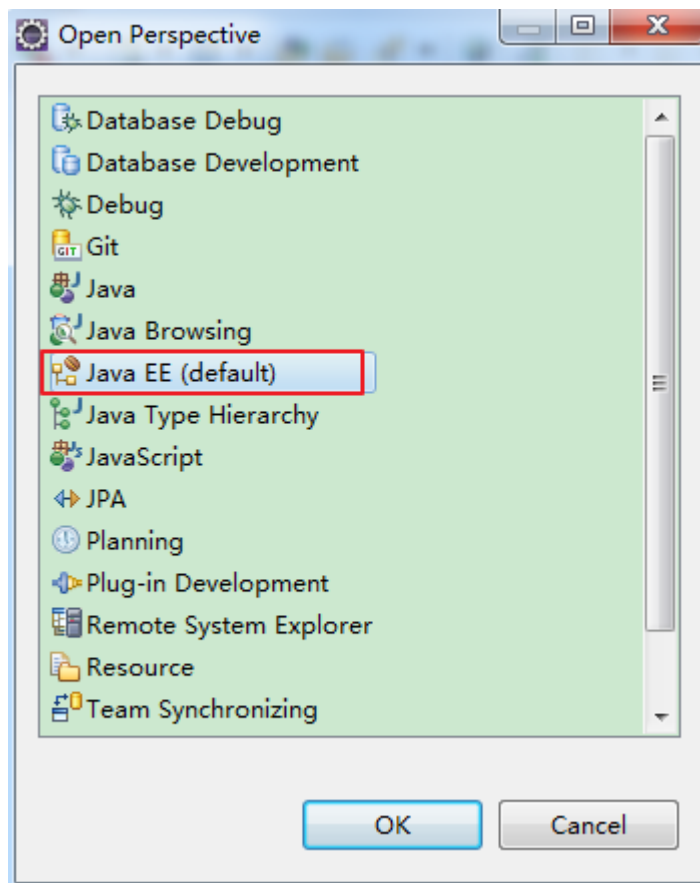 Open Perspective
Database Debug
Database Development
Debug
GIT Git
Java
Java Browsing
Java EE (default)
Java Type Hierarchy
JavaScript
JPA
Planning
Plug-in Development
Remote System Explorer
Resource
Team Synchronizing
OK Cancel